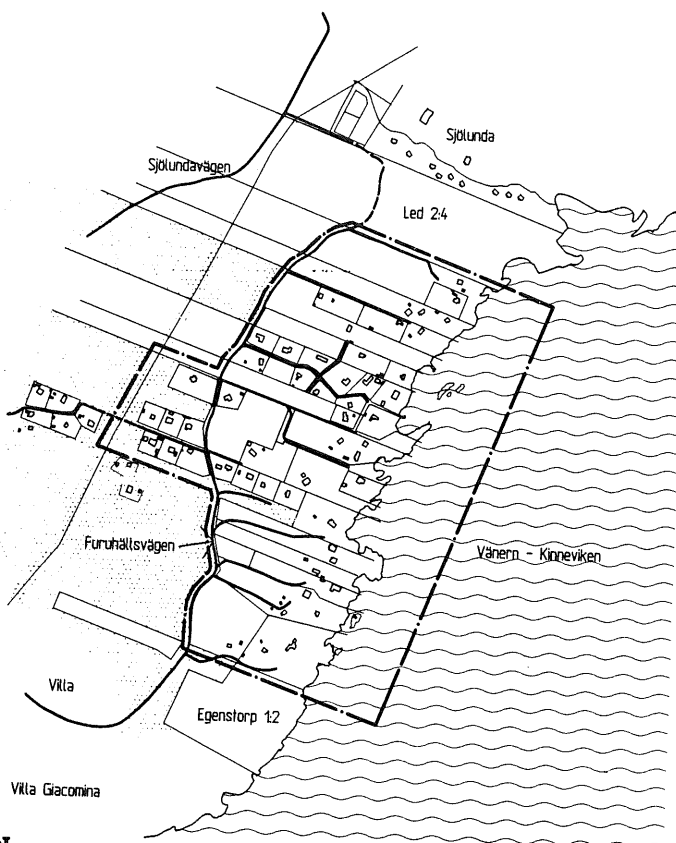 Sjölunda
Sjölundavägen
Led 2:4
Furuhällsvägen
Vänern - Kinneviken
Villa
Egenstorp 1:2
Villa Giacomina